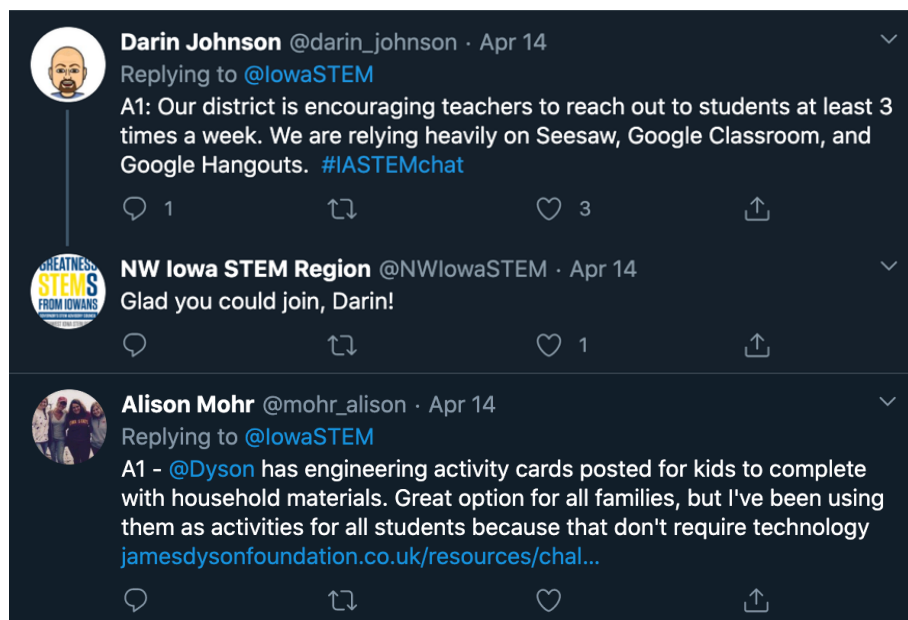 Darin Johnson @darin_johnson · Apr 14
Replying to @IowaSTEM
A1: Our district is encouraging teachers to reach out to students at least 3
times a week. We are relying heavily on Seesaw, Google Classroom, and
Google Hangouts. #IASTEMchat
1 3
GREATNESS
STEMS
FROM IOWANS
NW Iowa STEM Region @NWIowaSTEM · Apr 14
Glad you could join, Darin!
1
Alison Mohr @mohr_alison · Apr 14
Replying to @IowaSTEM
A1 - @Dyson has engineering activity cards posted for kids to complete
with household materials. Great option for all families, but I've been using
them as activities for all students because that don't require technology
jamesdysonfoundation.co.uk/resources/chal...